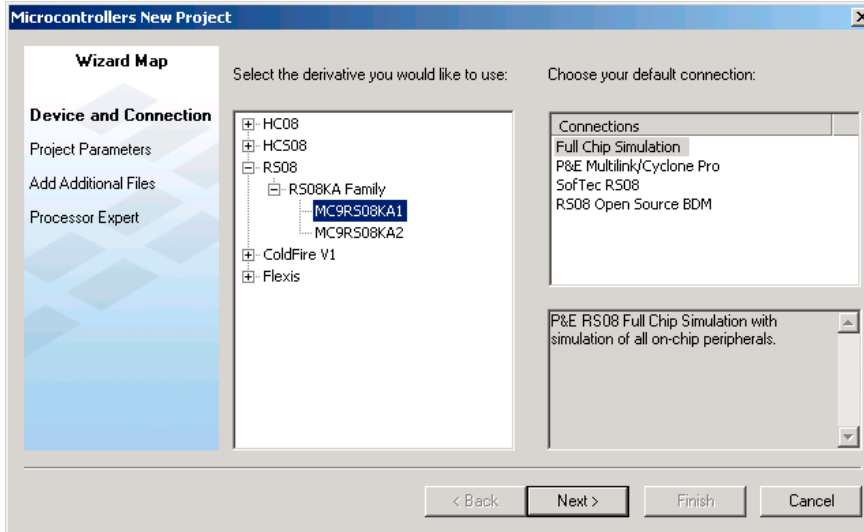 Microcontrollers New Project
Wizard Map
Device and Connection
Project Parameters
Add Additional Files
Processor Expert
Select the derivative you would like to use:
HC08
HCS08
RS08
RS08KA Family
MC9RS08KA1
MC9RS08KA2
ColdFire V1
Flexis
Choose your default connection:
Connections
Full Chip Simulation
P&E Multilink/Cyclone Pro
SofTec RS08
RS08 Open Source BDM
P&E RS08 Full Chip Simulation with
simulation of all on-chip peripherals.
< Back
Next >
Finish
Cancel